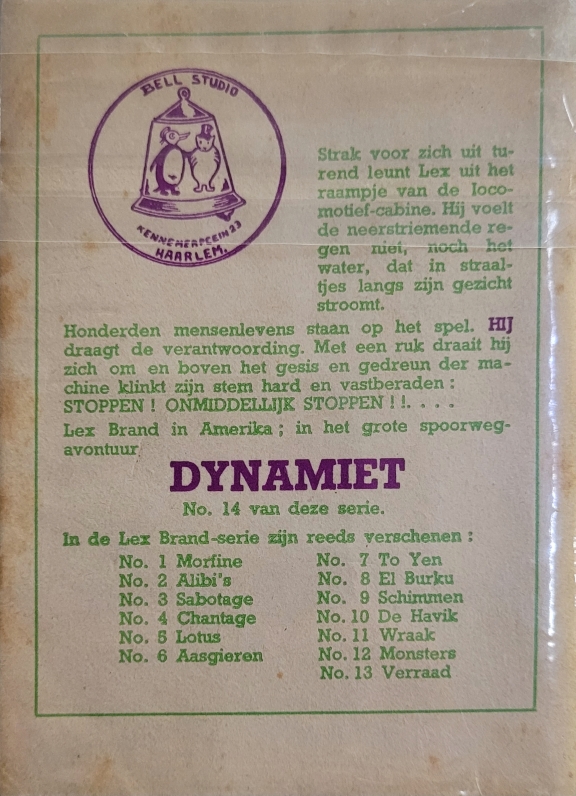 BELL STUDIO
KENNEMERPLEIN 23
HAARLEM.
Strak voor zich uit tu-
rend leunt Lex uit het
raampje van de loco-
motief-cabine. Hij voelt
de neerstriemende re-
gen niet, noch het
water, dat in straal-
tjes langs zijn gezicht
stroomt.
Honderden mensenlevens staan op het spel. HIJ
draagt de verantwoording. Met een ruk draait hij
zich om en boven het gesis en gedreun der ma-
chine klinkt zijn stem hard en vastberaden :
STOPPEN ! ONMIDDELLIJK STOPPEN ! !. . . .
Lex Brand in Amerika ; in het grote spoorweg-
avontuur
DYNAMIET
No. 14 van deze serie.
In de Lex Brand-serie zijn reeds verschenen :
No. 1 Morfine
No. 2 Alibi's
No. 3 Sabotage
No. 4 Chantage
No. 5 Lotus
No. 6 Aasgieren
No. 7 To Yen
No. 8 El Burku
No. 9 Schimmen
No. 10 De Havik
No. 11 Wraak
No. 12 Monsters
No. 13 Verraad